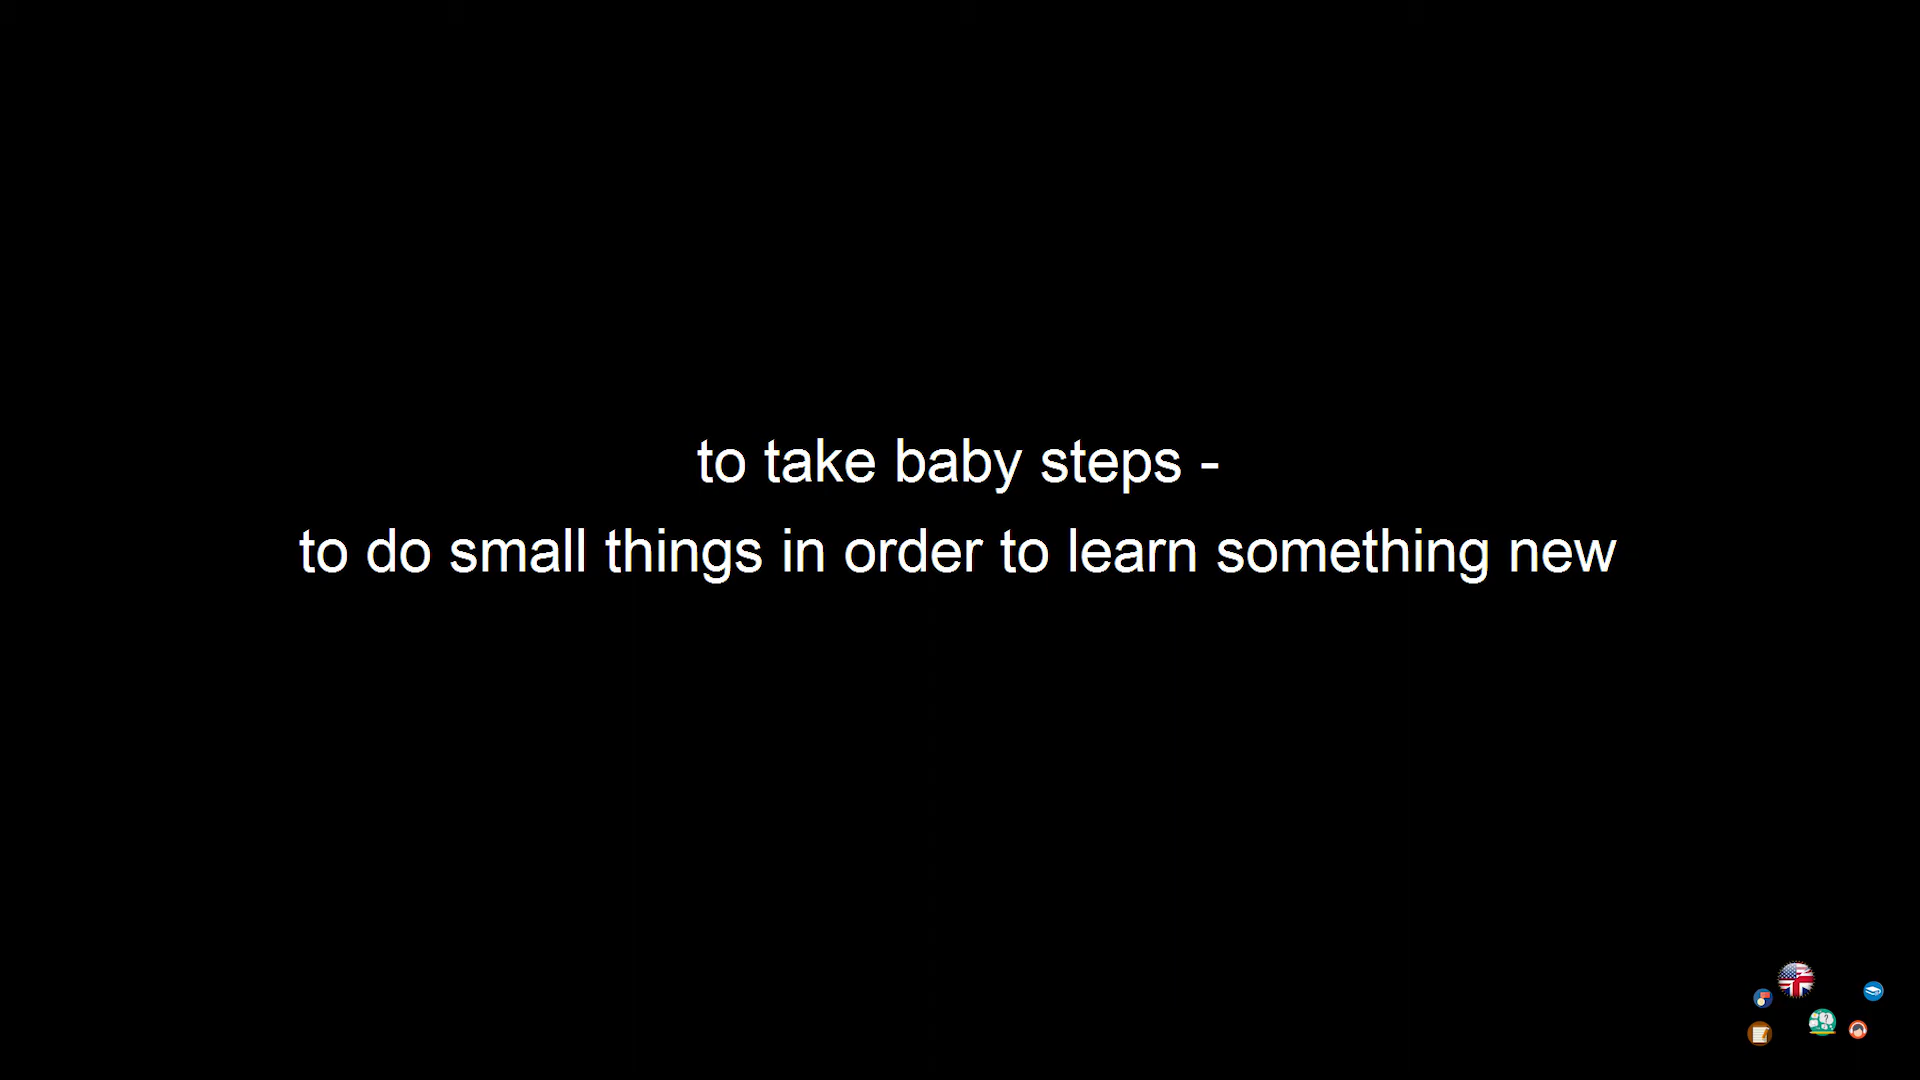 to take baby steps -
to do small things in order to learn something new